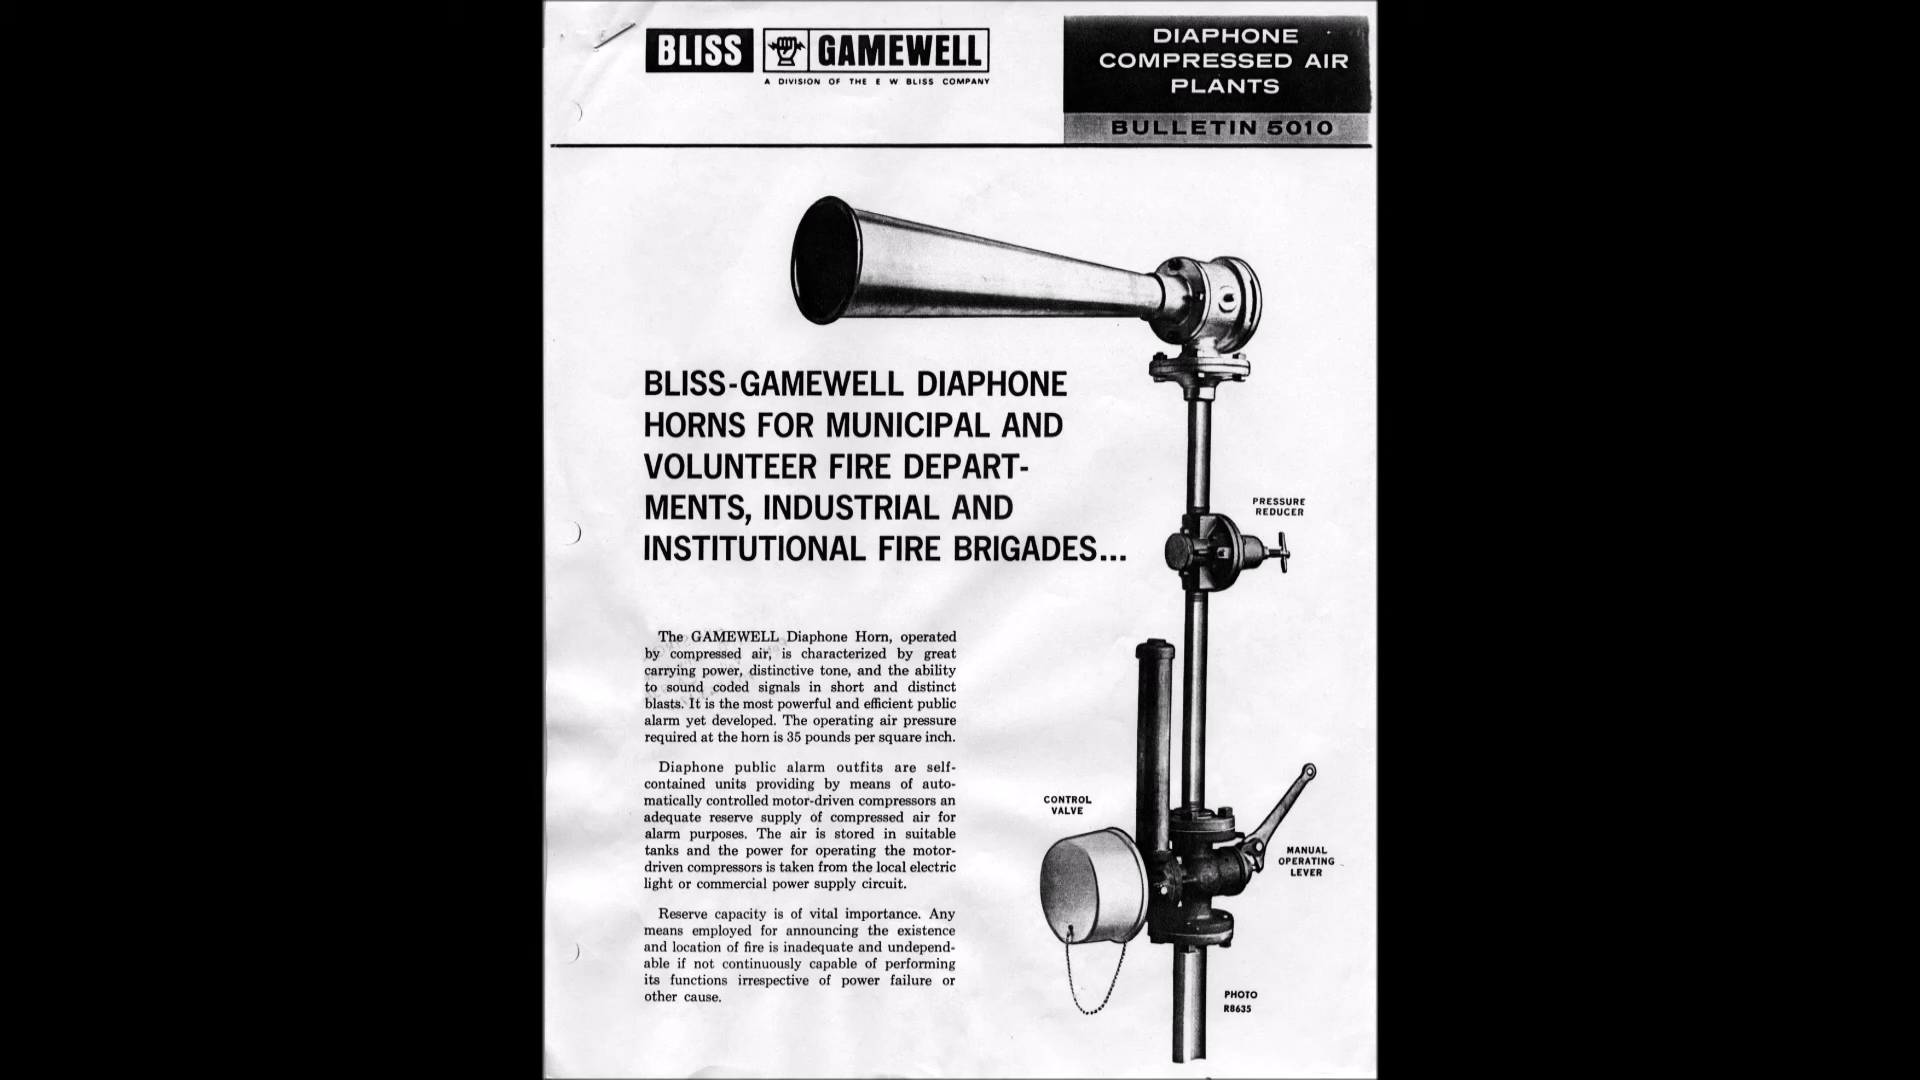 BLISS GAMEWELL
A DIVISION OF THE E W BLISS COMPANY
DIAPHONE
COMPRESSED AIR
PLANTS
BULLETIN 5010
BLISS-GAMEWELL DIAPHONE
HORNS FOR MUNICIPAL AND
VOLUNTEER FIRE DEPART-
MENTS, INDUSTRIAL AND
INSTITUTIONAL FIRE BRIGADES...
PRESSURE
REDUCER
The GAMEWELL Diaphone Horn, operated
by compressed air, is characterized by great
carrying power, distinctive tone, and the ability
to sound coded signals in short and distinct
blasts. It is the most powerful and efficient public
alarm yet developed. The operating air pressure
required at the horn is 35 pounds per square inch.
Diaphone public alarm outfits are self-
contained units providing by means of auto-
matically controlled motor-driven compressors an
adequate reserve supply of compressed air for
alarm purposes. The air is stored in suitable
tanks and the power for operating the motor-
driven compressors is taken from the local electric
light or commercial power supply circuit.
Reserve capacity is of vital importance. Any
means employed for announcing the existence
and location of fire is inadequate and undepend-
able if not continuously capable of performing
its functions irrespective of power failure or
other cause.
CONTROL
VALVE
MANUAL
OPERATING
LEVER
PHOTO
R8635